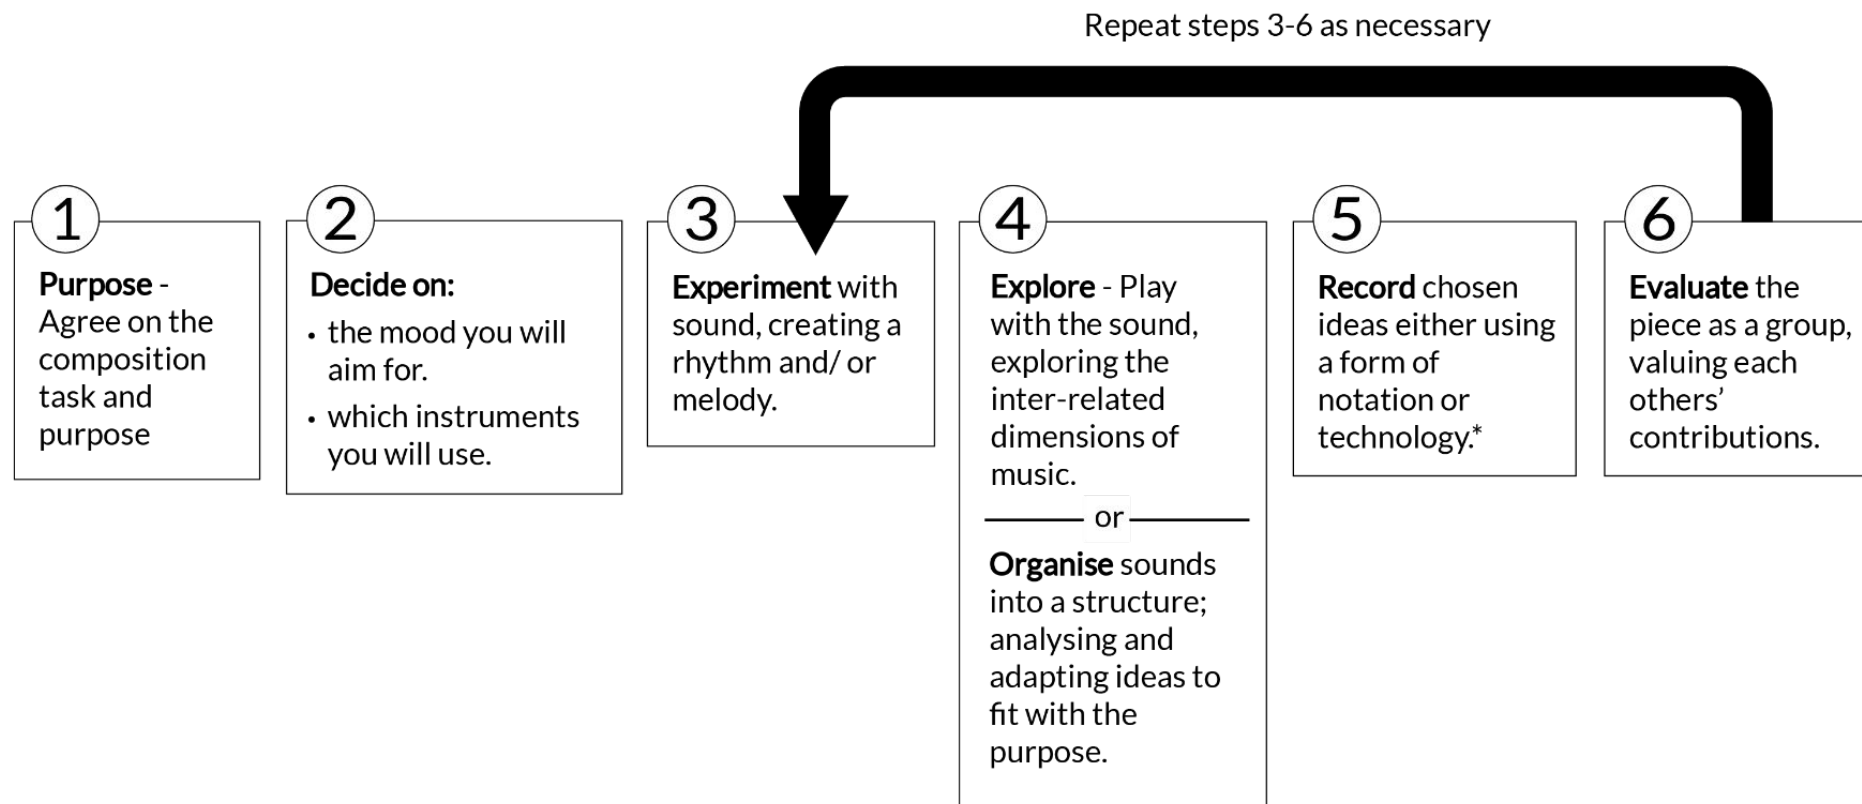 Repeat steps 3-6 as necessary
1
Purpose -
Agree on the
composition
task and
purpose
2
Decide on:
• the mood you will
aim for.
• which instruments
you will use.
3
Experiment with
sound, creating a
rhythm and/ or
melody.
4
Explore - Play
with the sound,
exploring the
inter-related
dimensions of
music.
or
Organise sounds
into a structure;
analysing and
adapting ideas to
fit with the
purpose.
5
Record chosen
ideas either using
a form of
notation or
technology.*
6
Evaluate the
piece as a group,
valuing each
others’
contributions.